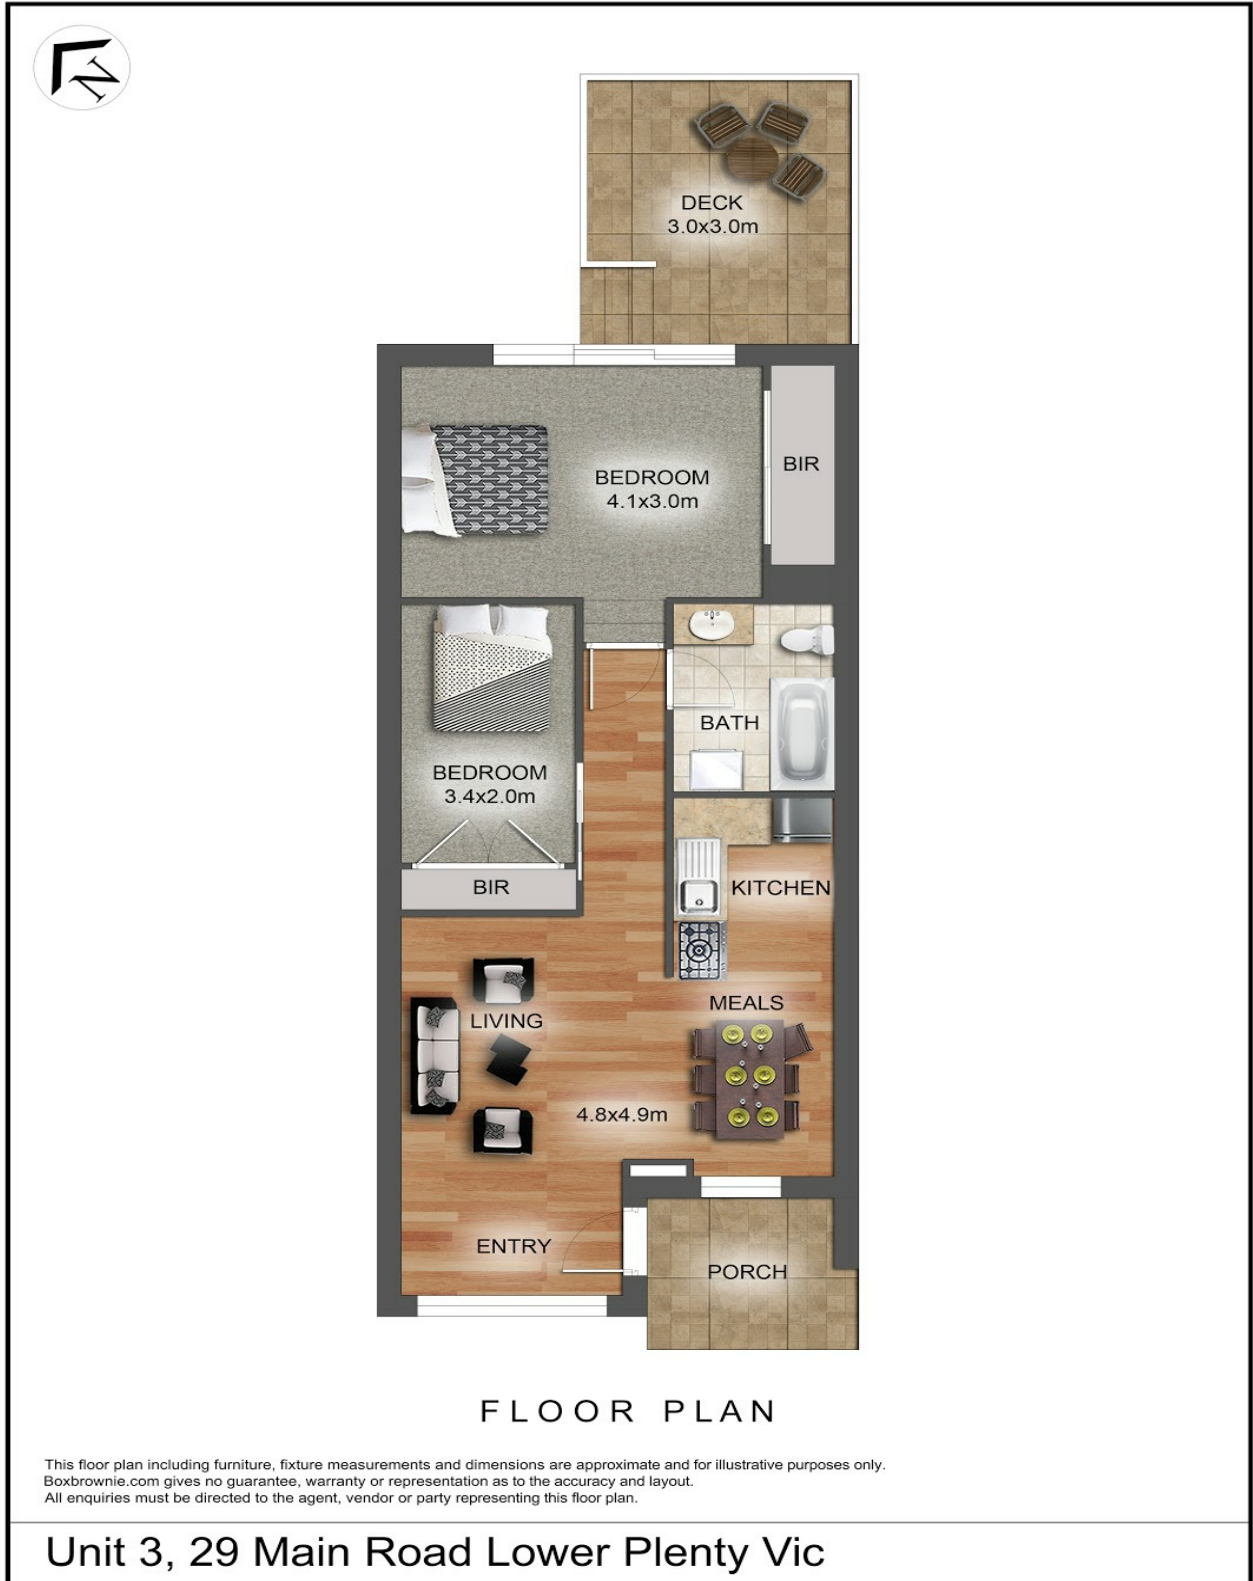 N
DECK
3.0x3.0m
BEDROOM
4.1x3.0m
BIR
BATH
BEDROOM
3.4x2.0m
BIR
KITCHEN
MEALS
LIVING
4.8x4.9m
ENTRY
PORCH
FLOOR PLAN
This floor plan including furniture, fixture measurements and dimensions are approximate and for illustrative purposes only.
Boxbrownie.com gives no guarantee, warranty or representation as to the accuracy and layout.
All enquiries must be directed to the agent, vendor or party representing this floor plan.
Unit 3, 29 Main Road Lower Plenty Vic